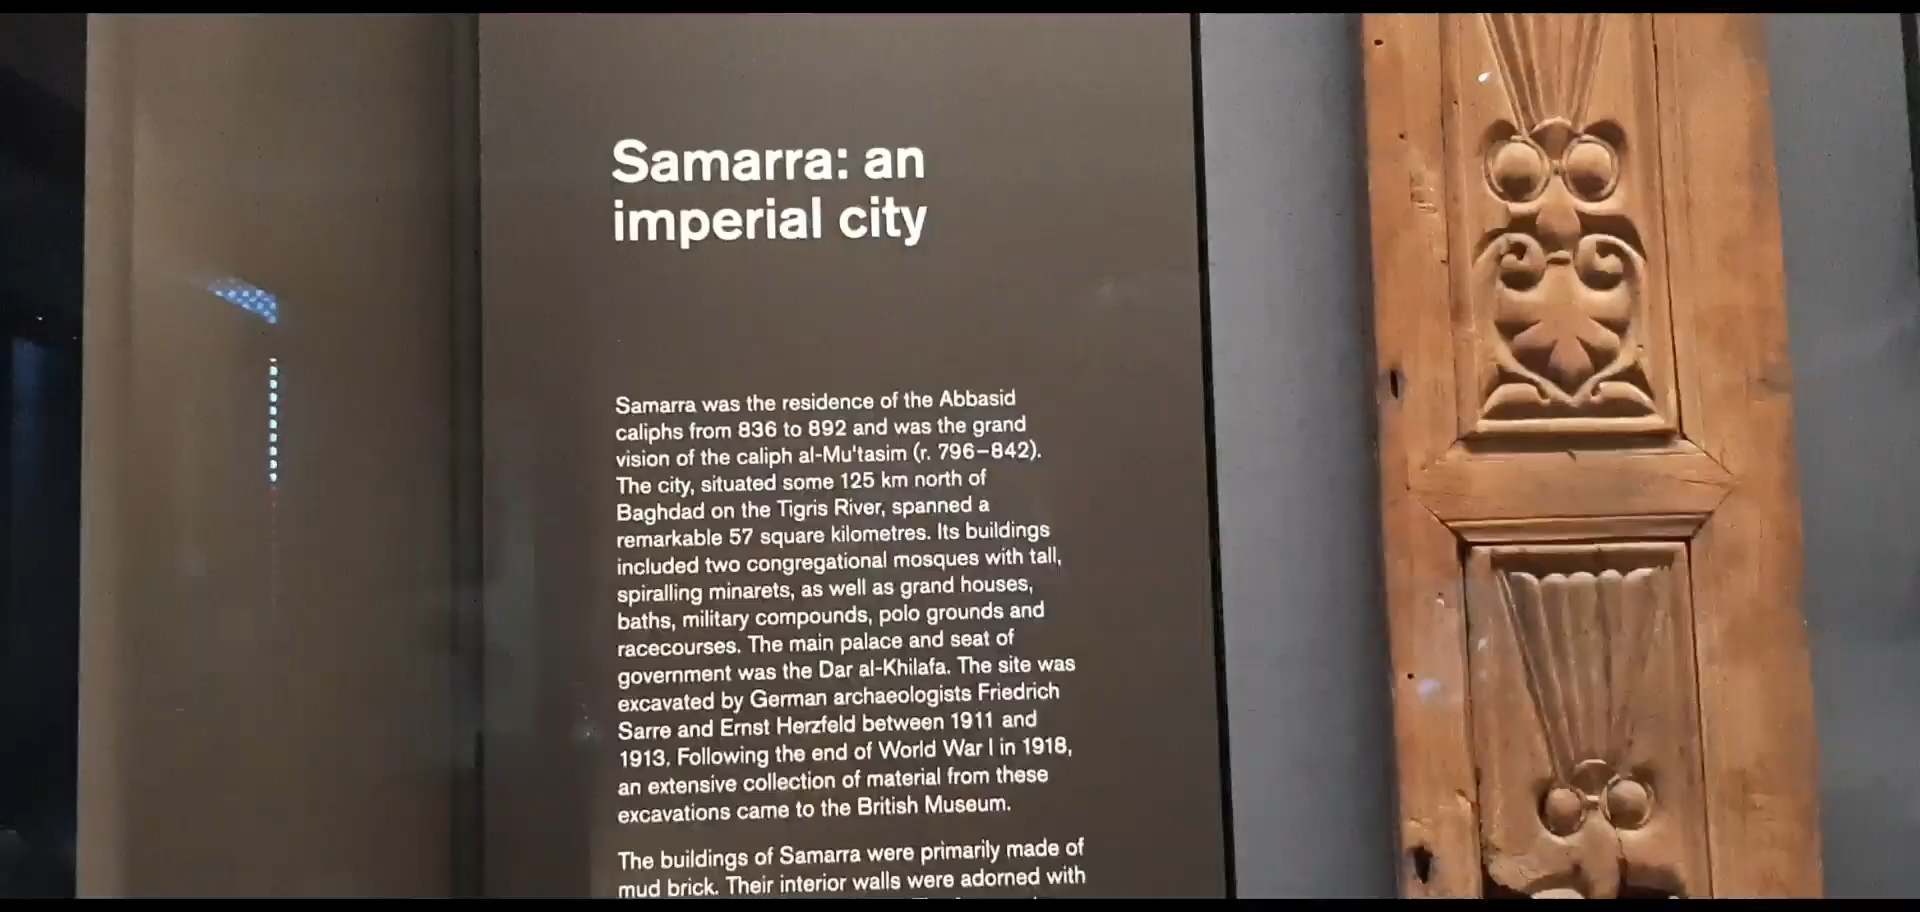 Samarra: an
imperial city
Samarra was the residence of the Abbasid
caliphs from 836 to 892 and was the grand
vision of the caliph al-Mu'tasim (r. 796–842).
The city, situated some 125 km north of
Baghdad on the Tigris River, spanned a
remarkable 57 square kilometres. Its buildings
included two congregational mosques with tall,
spiralling minarets, as well as grand houses,
baths, military compounds, polo grounds and
racecourses. The main palace and seat of
government was the Dar al-Khilafa. The site was
excavated by German archaeologists Friedrich
Sarre and Ernst Herzfeld between 1911 and
1913. Following the end of World War I in 1918,
an extensive collection of material from these
excavations came to the British Museum.
The buildings of Samarra were primarily made of
mud brick. Their interior walls were adorned with